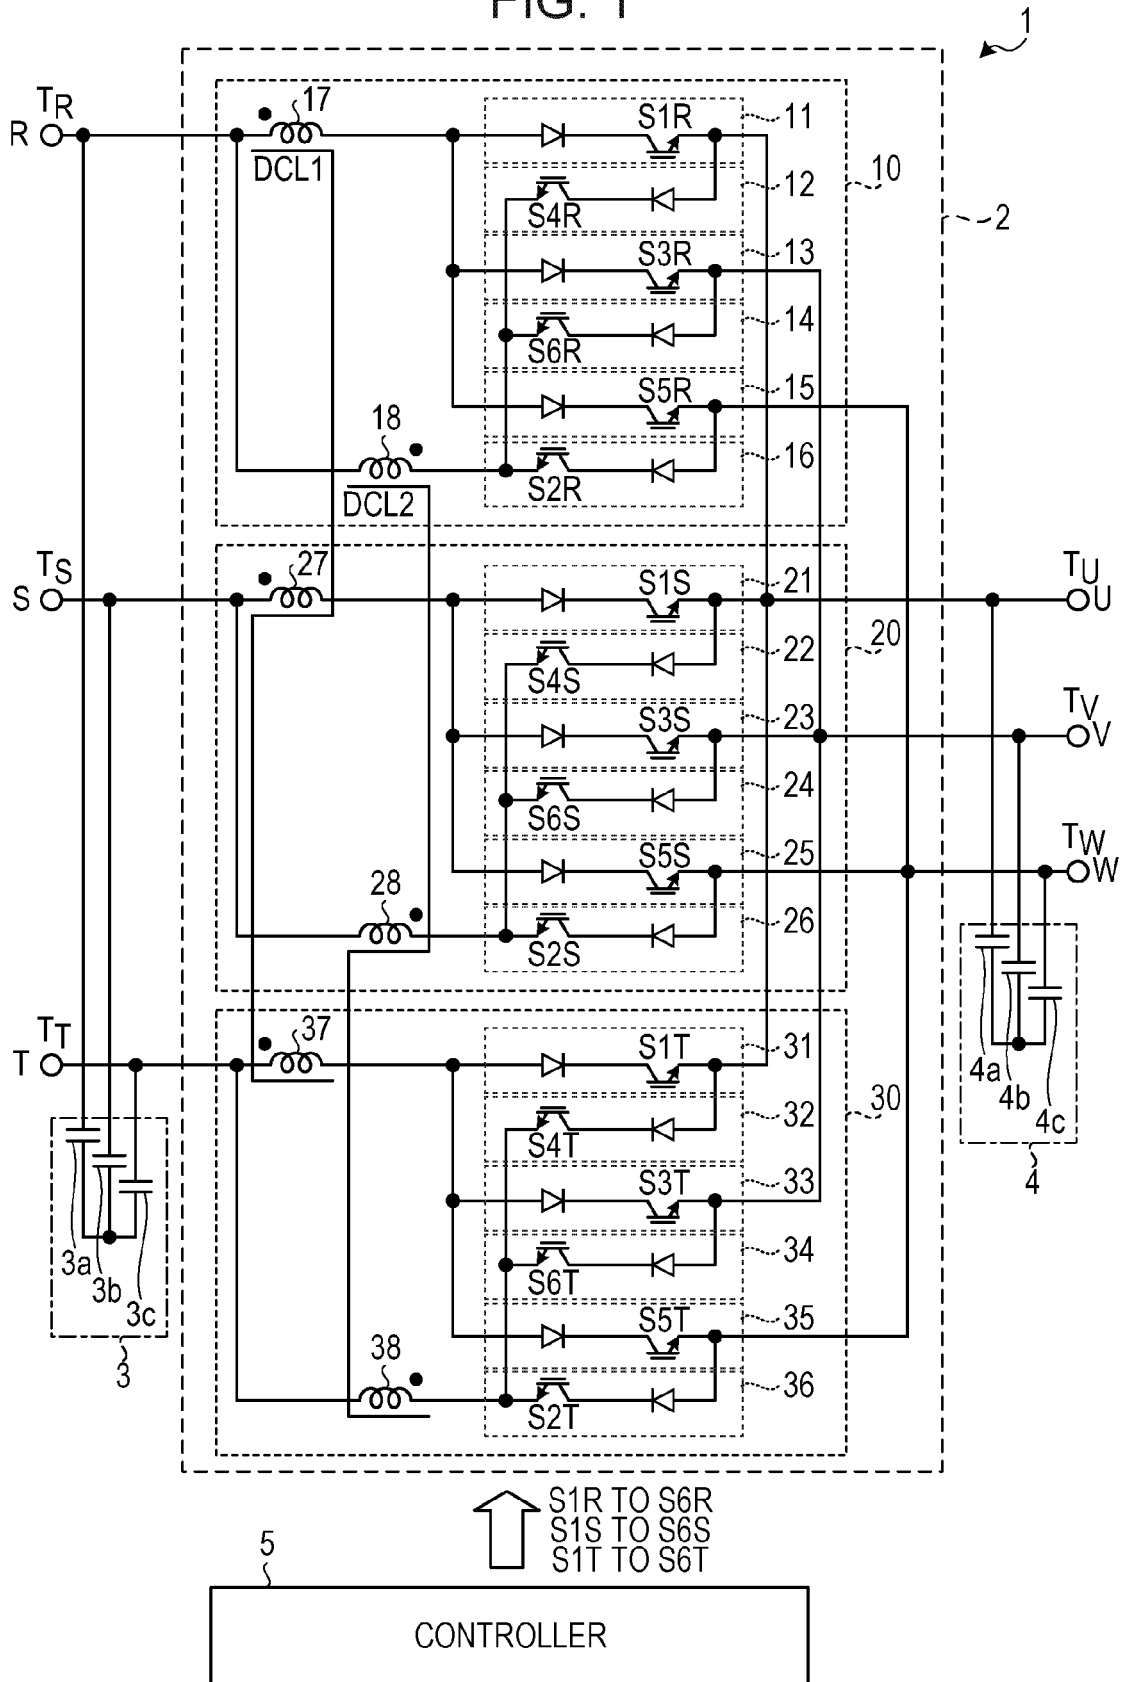 FIG. 1
1
TR
R
17
DCL1
S1R
11
S4R
12
10
2
S3R
13
S6R
14
S5R
15
18
DCL2
S2R
16
TS
S
27
S1S
21
TU
U
S4S
22
20
S3S
23
TV
V
S6S
24
S5S
25
TW
W
28
S2S
26
TT
T
37
S1T
31
4a
4b
4c
4
S4T
32
30
S3T
33
3a
3b
3c
3
S6T
34
S5T
35
38
S2T
36
S1R TO S6R
S1S TO S6S
S1T TO S6T
5
CONTROLLER